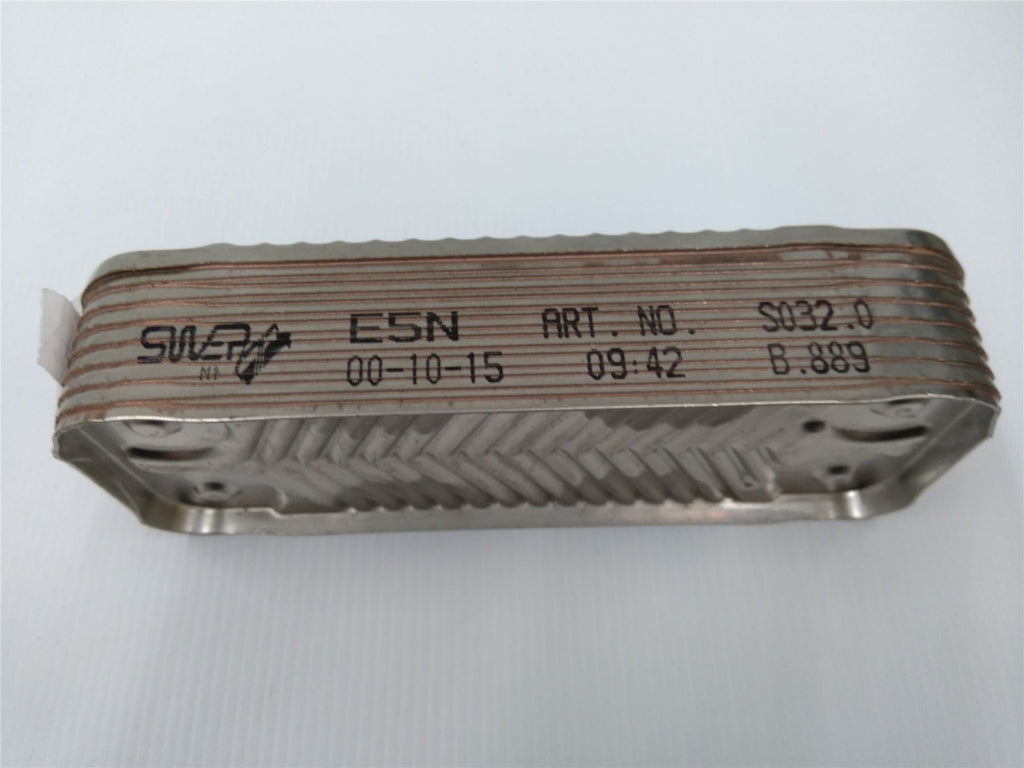 SWEP E5N ART. NO. S032.0
00-10-15 09:42 B.889